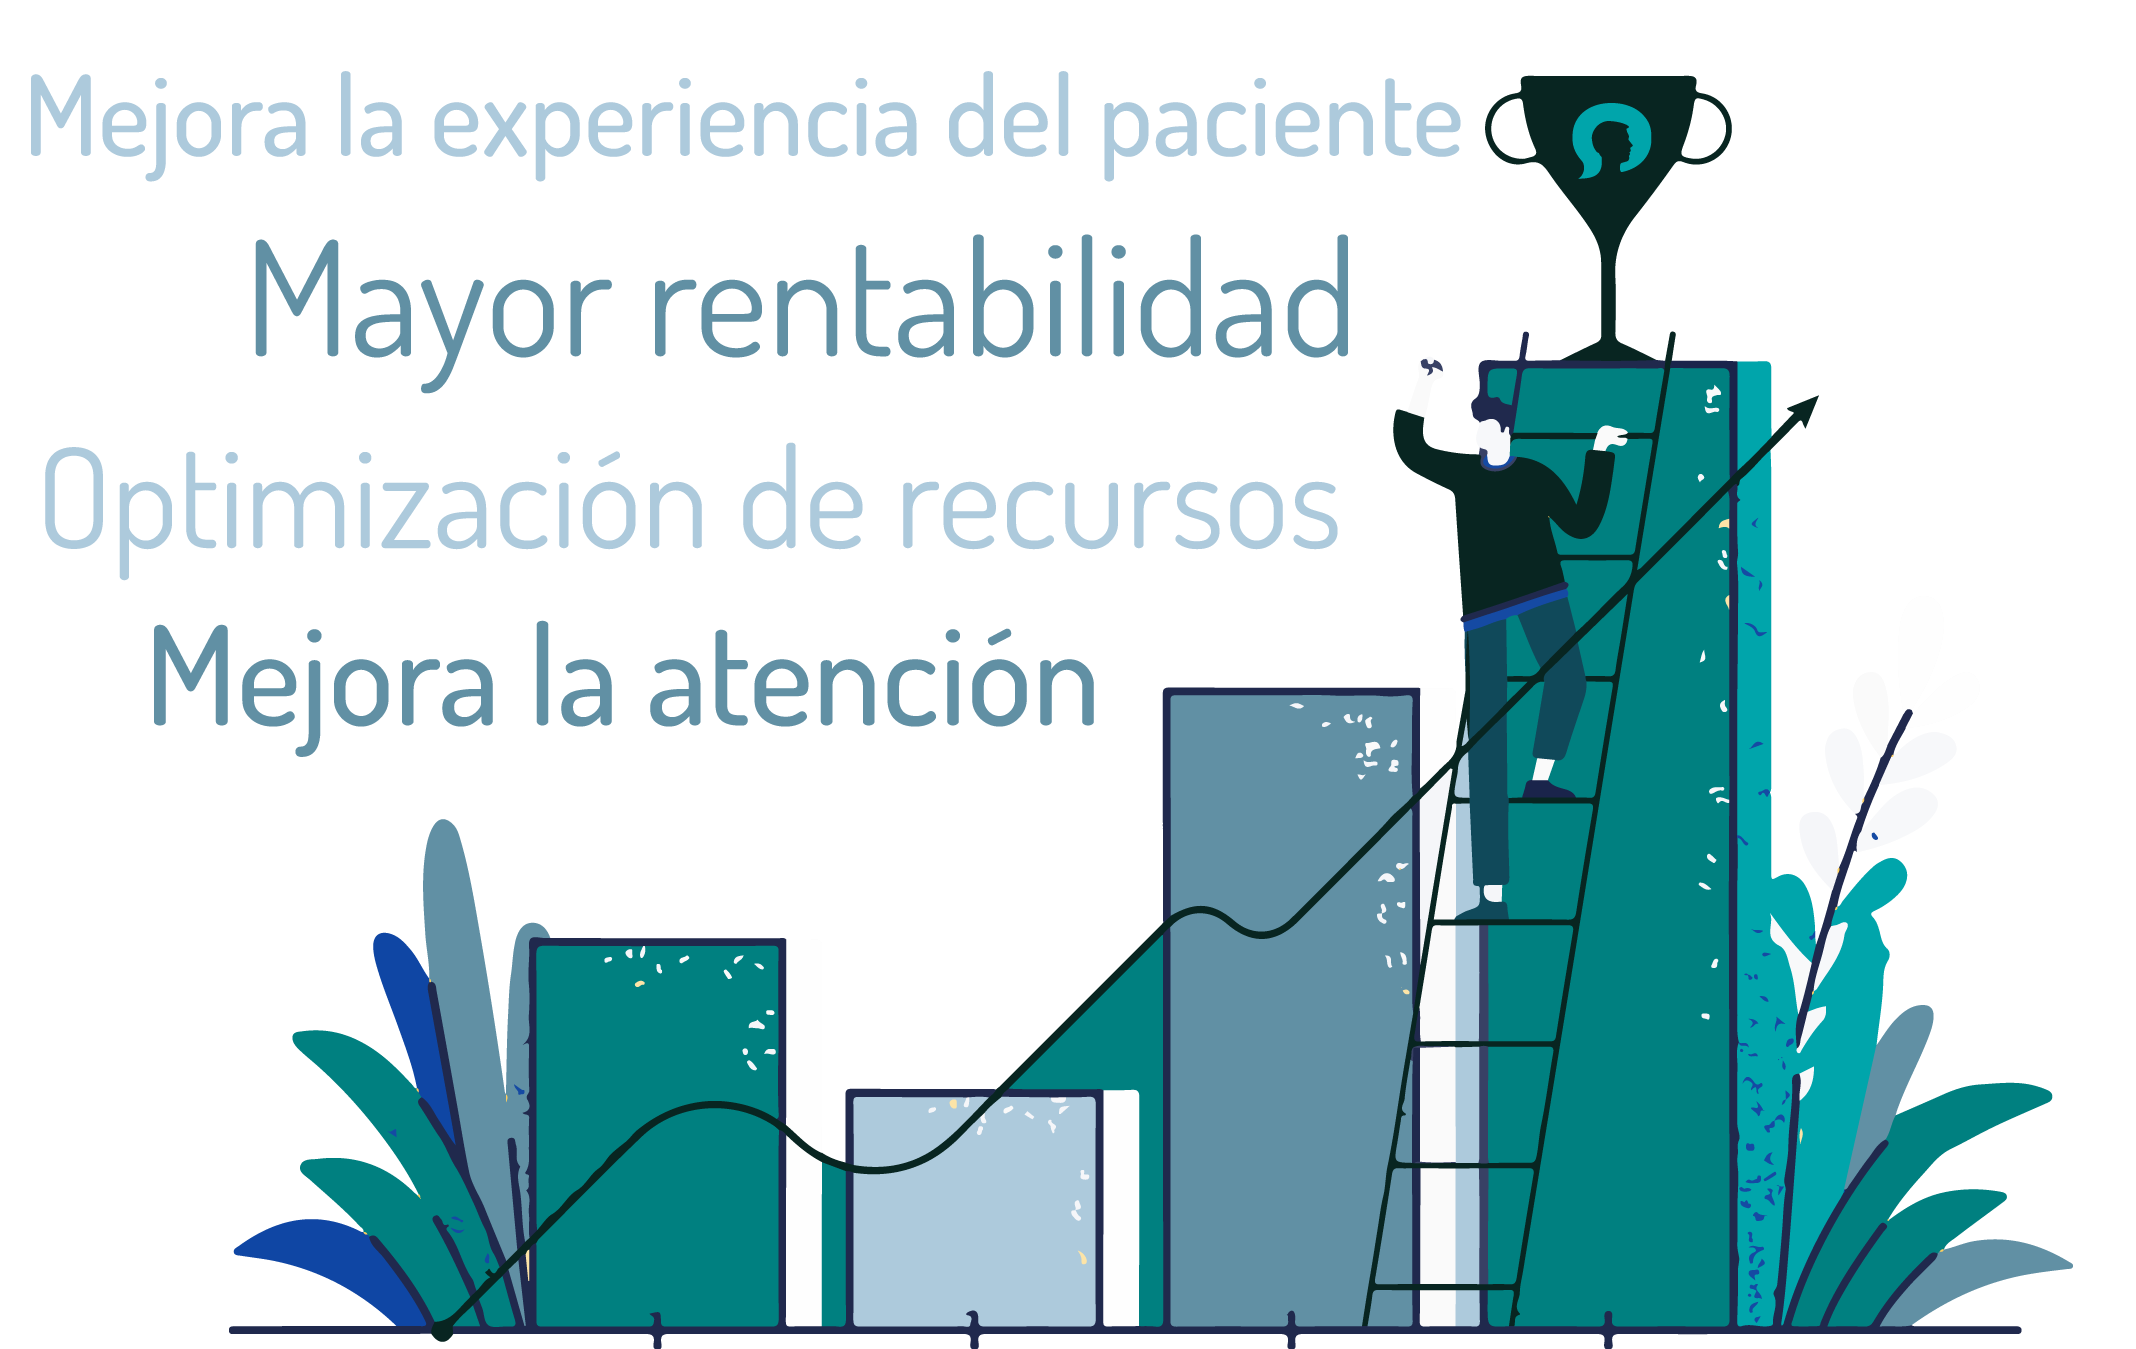 Mejora la experiencia del paciente
Mayor rentabilidad
Optimización de recursos
Mejora la atención